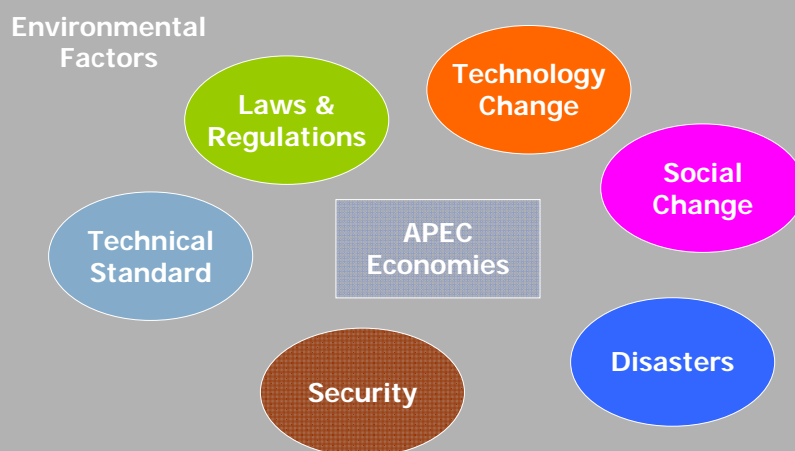 Environmental
Factors
Laws &
Regulations
Technology
Change
Social
Change
Technical
Standard
APEC
Economies
Disasters
Security